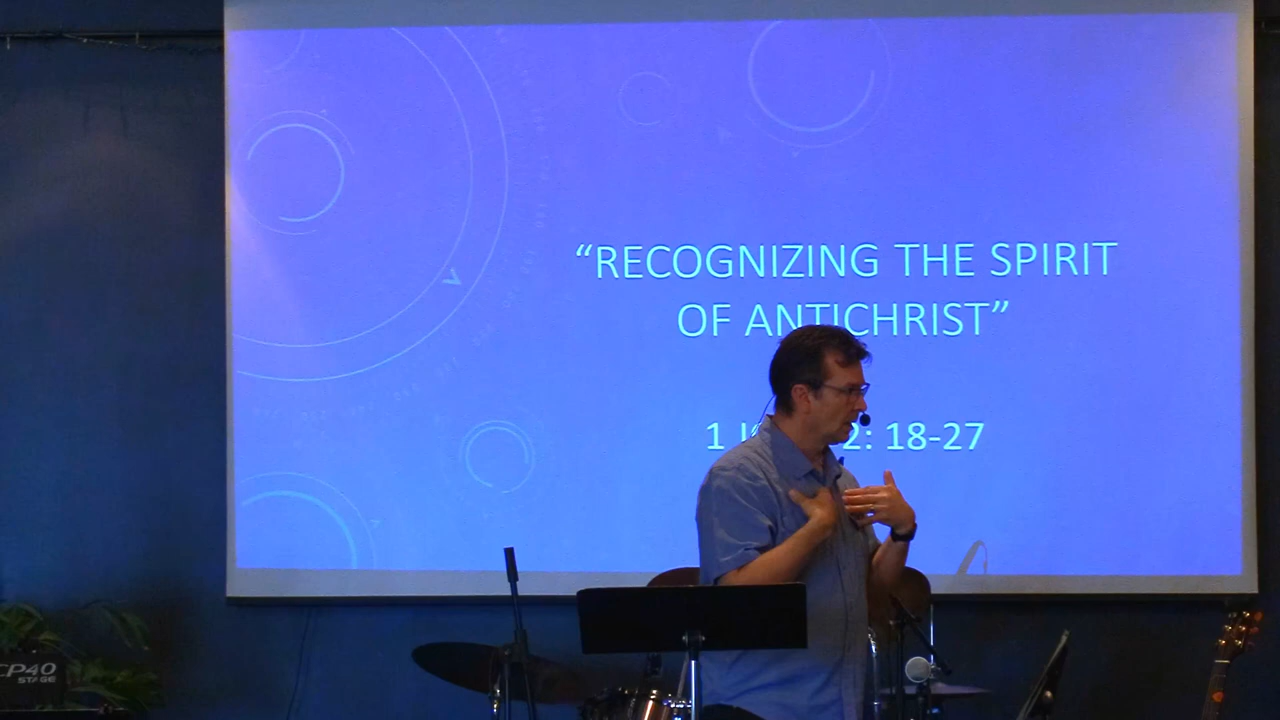 “RECOGNIZING THE SPIRIT
OF ANTICHRIST”
1 2: 18-27
CP40
STAGE